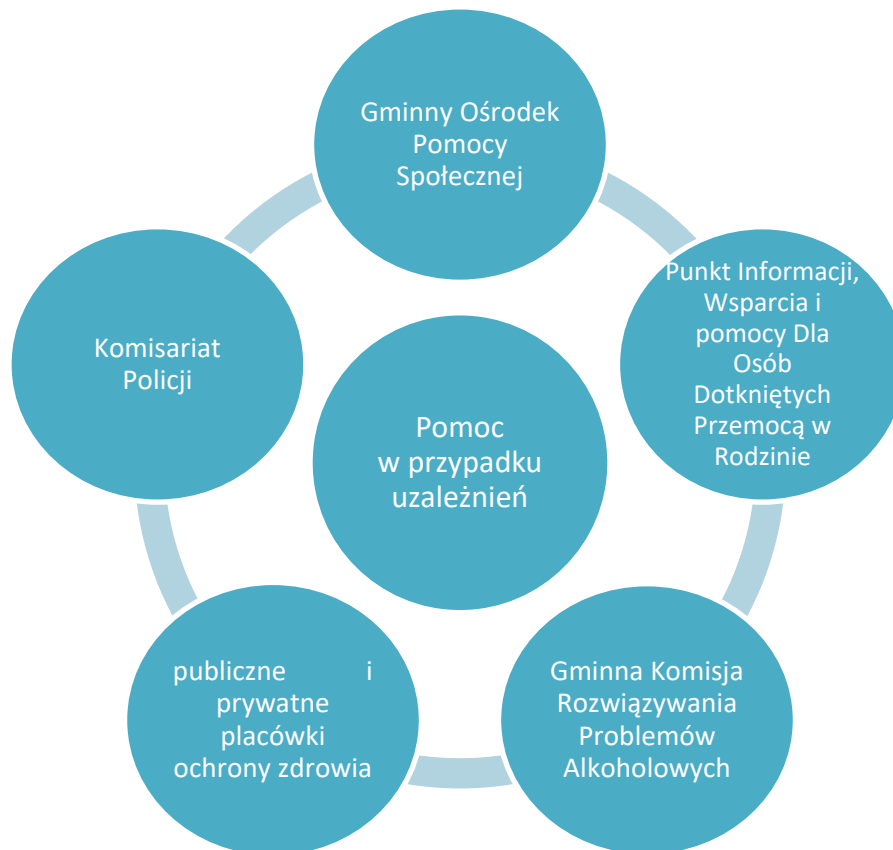 Gminny Ośrodek
Pomocy
Społecznej
Punkt Informacji,
Wsparcia i
pomocy Dla
Osób
Dotkniętych
Przemocą w
Rodzinie
Komisariat
Policji
Pomoc
w przypadku
uzależnień
publiczne i
prywatne
placówki
ochrony zdrowia
Gminna Komisja
Rozwiązywania
Problemów
Alkoholowych